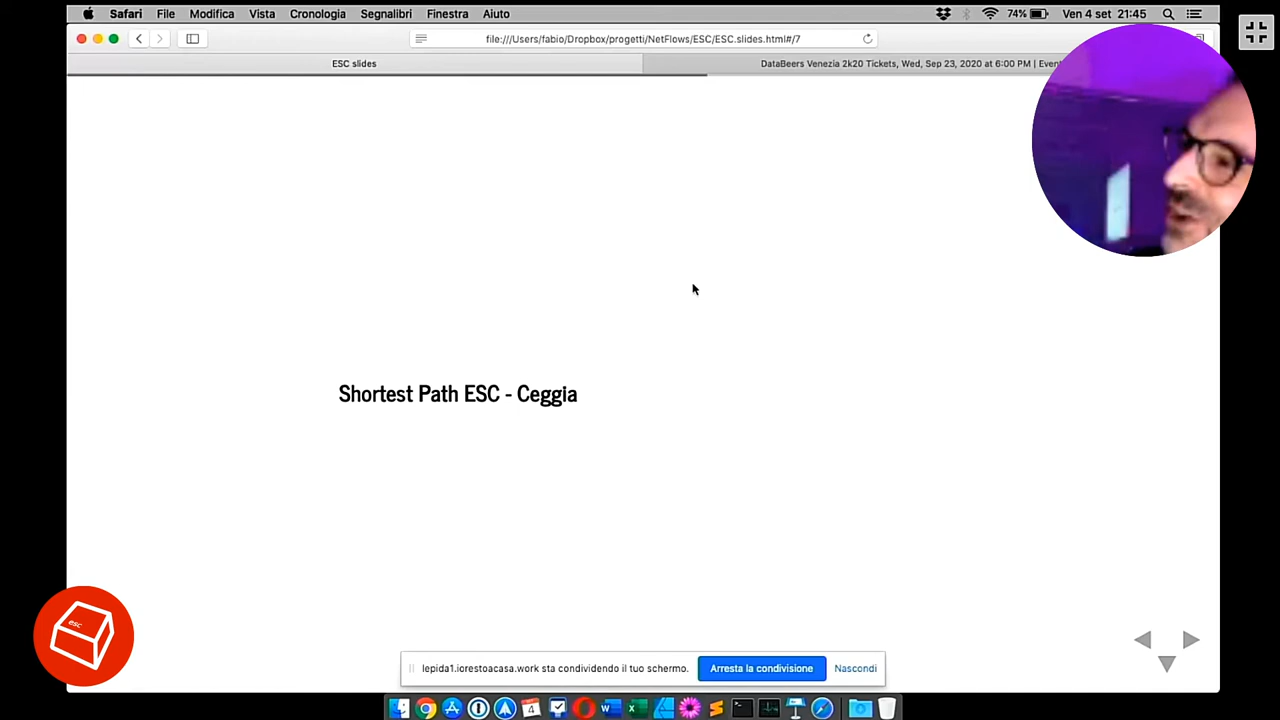 Safari File Modifica Vista Cronologia Segnalibri Finestra Aiuto 74% Ven 4 set 21:45
file:///Users/fabio/Dropbox/progetti/NetFlows/ESC/ESC.slides.html#/7
ESC slides DataBeers Venezia 2k20 Tickets, Wed, Sep 23, 2020 at 6:00 PM |
Shortest Path ESC - Ceggia
esc
lepida1.iorestoacasa.work sta condividendo il tuo schermo. Arresta la condivisione Nascondi